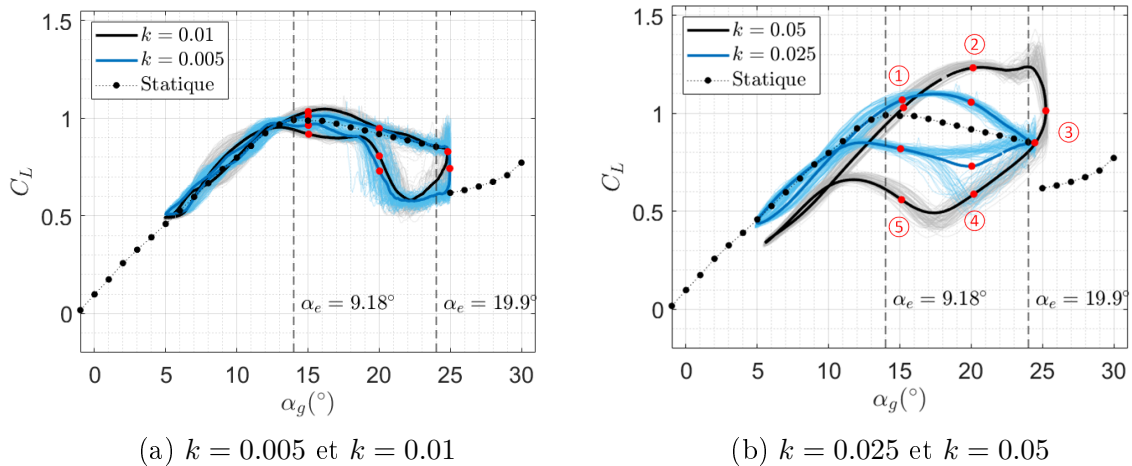 1.5
1
0.5
0
C_L
k = 0.01
k = 0.005
Statique
α_e = 9.18°
α_e = 19.9°
0 5 10 15 20 25 30
α_g(°)
(a) k = 0.005 et k = 0.01
1.5
1
0.5
0
C_L
k = 0.05
k = 0.025
Statique
①
②
③
④
⑤
α_e = 9.18°
α_e = 19.9°
0 5 10 15 20 25 30
α_g(°)
(b) k = 0.025 et k = 0.05